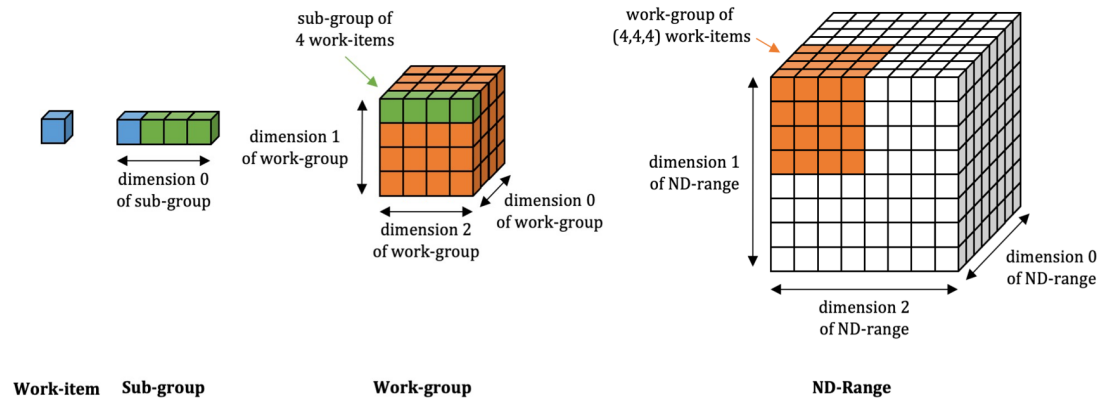 sub-group of
4 work-items
work-group of
(4,4,4) work-items
dimension 1
of work-group
dimension 0
of sub-group
dimension 2
of work-group
dimension 0
of work-group
dimension 1
of ND-range
dimension 0
of ND-range
dimension 2
of ND-range
Work-item
Sub-group
Work-group
ND-Range